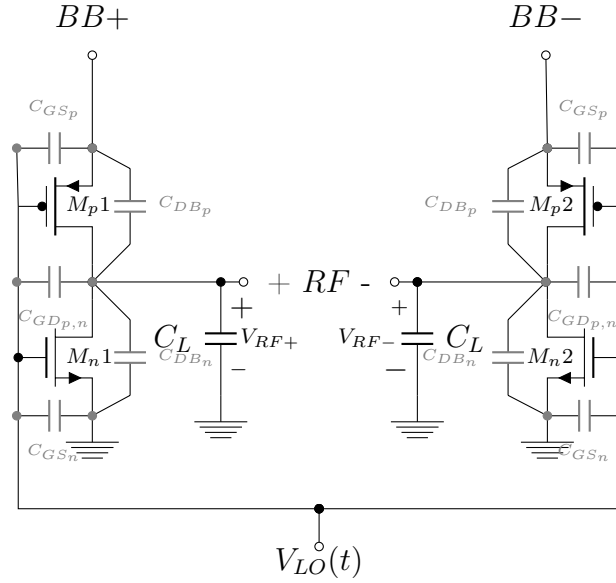 BB+ BB−
C_{GS_p} C_{GS_p}
M_p1 C_{DB_p} C_{DB_p} M_p2
+ RF -
C_{GD_{p,n}} + + C_{GD_{p,n}}
M_n1 C_{DB_n} C_L V_{RF+} V_{RF−} C_{DB_n} C_L M_n2
− −
C_{GS_n} C_{GS_n}
V_{LO}(t)